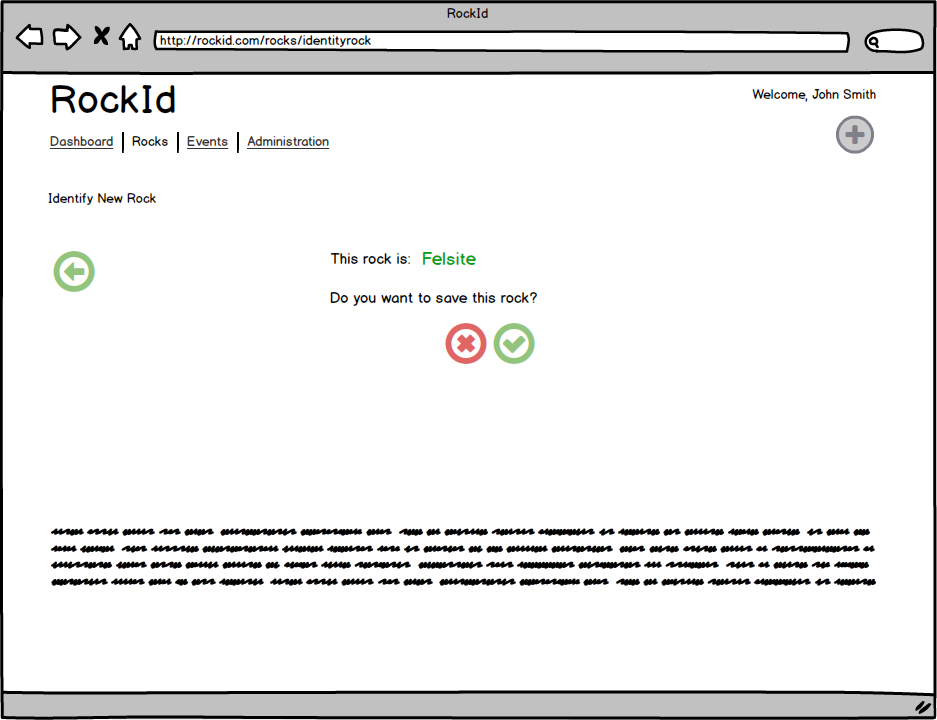 RockId
http://rockid.com/rocks/identityrock
RockId
Welcome, John Smith
Dashboard Rocks Events Administration
Identify New Rock
This rock is: Felsite
Do you want to save this rock?